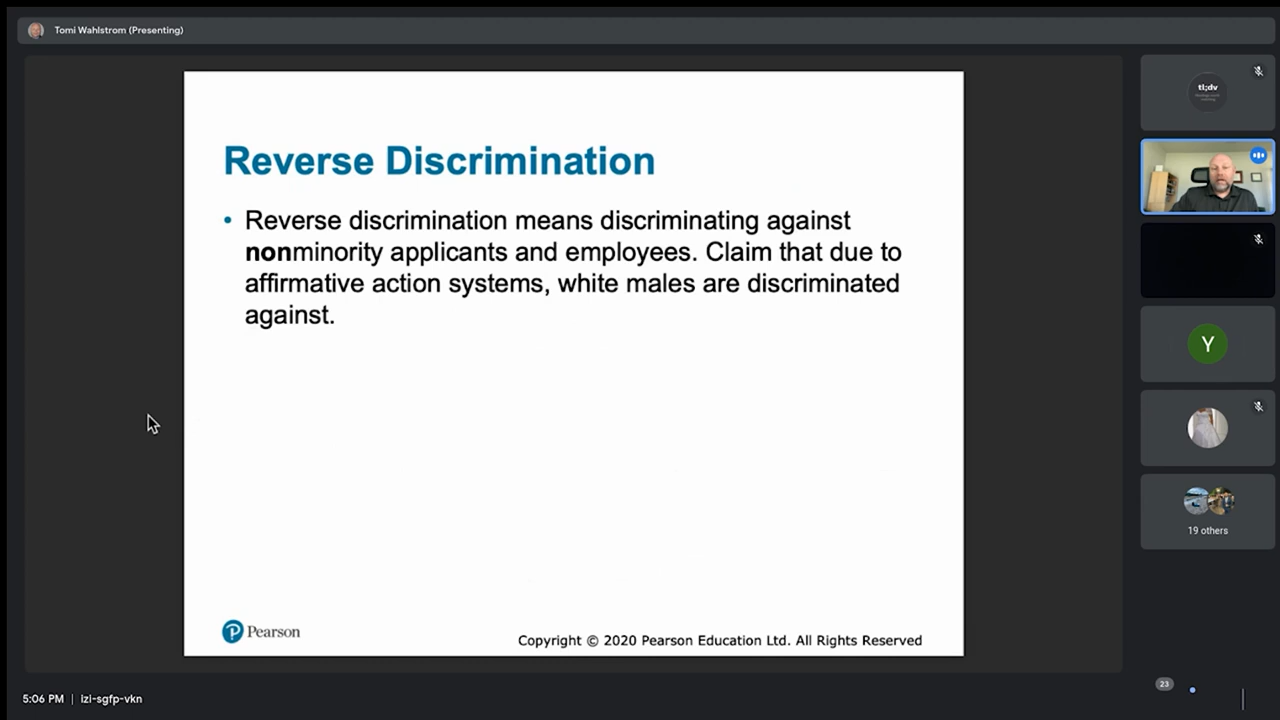 Tomi Wahlstrom (Presenting)
tl;dv
Reverse Discrimination
• Reverse discrimination means discriminating against
nonminority applicants and employees. Claim that due to
affirmative action systems, white males are discriminated
against.
Y
19 others
Pearson
Copyright © 2020 Pearson Education Ltd. All Rights Reserved
5:06 PM | izi-sgfp-vkn
23